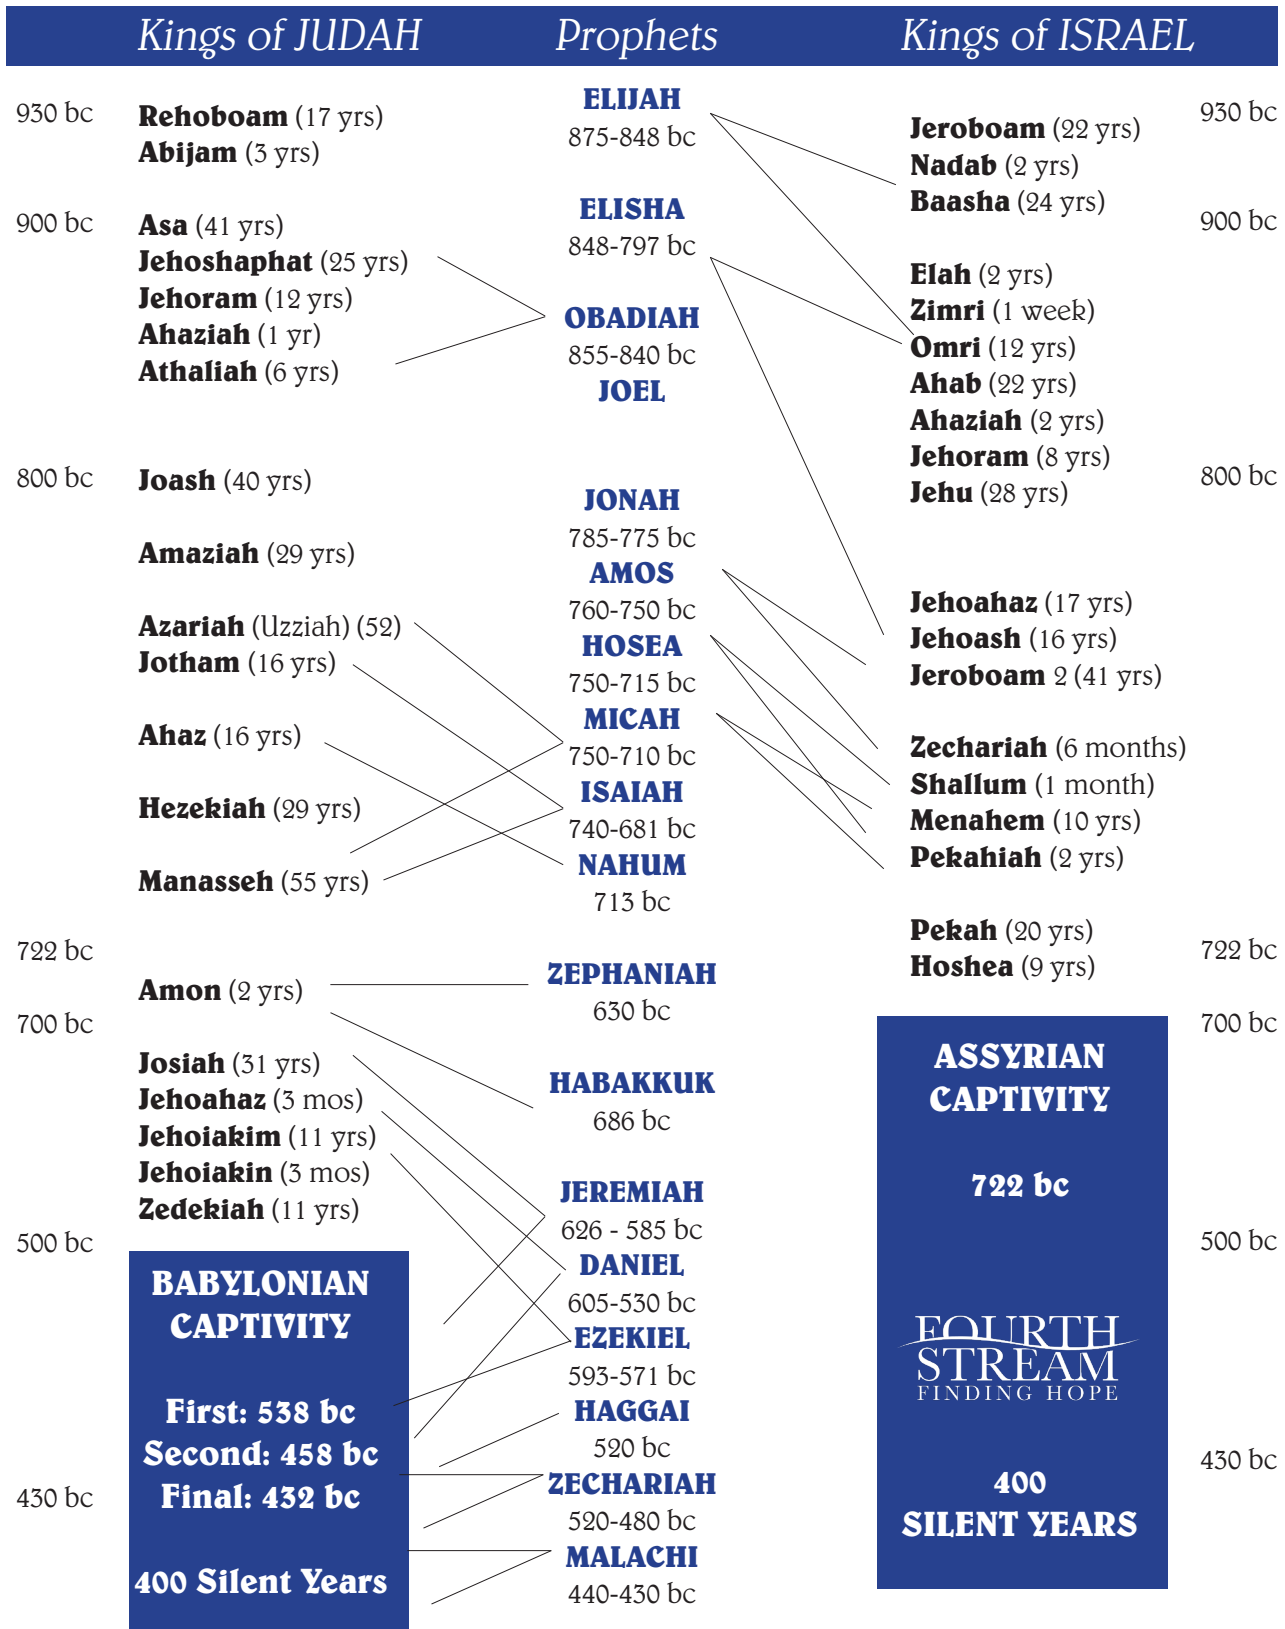 Kings of JUDAH
Prophets
Kings of ISRAEL
930 bc
Rehoboam (17 yrs)
Abijam (3 yrs)
900 bc
Asa (41 yrs)
Jehoshaphat (25 yrs)
Jehoram (12 yrs)
Ahaziah (1 yr)
Athaliah (6 yrs)
800 bc
Joash (40 yrs)
Amaziah (29 yrs)
Azariah (Uzziah) (52)
Jotham (16 yrs)
Ahaz (16 yrs)
Hezekiah (29 yrs)
Manasseh (55 yrs)
722 bc
Amon (2 yrs)
700 bc
Josiah (31 yrs)
Jehoahaz (3 mos)
Jehoiakim (11 yrs)
Jehoiakin (3 mos)
Zedekiah (11 yrs)
500 bc
BABYLONIAN
CAPTIVITY
First: 538 bc
Second: 458 bc
Final: 432 bc
430 bc
400 Silent Years
ELIJAH
875-848 bc
ELISHA
848-797 bc
OBADIAH
855-840 bc
JOEL
JONAH
785-775 bc
AMOS
760-750 bc
HOSEA
750-715 bc
MICAH
750-710 bc
ISAIAH
740-681 bc
NAHUM
713 bc
ZEPHANIAH
630 bc
HABAKKUK
686 bc
JEREMIAH
626 - 585 bc
DANIEL
605-530 bc
EZEKIEL
593-571 bc
HAGGAI
520 bc
ZECHARIAH
520-480 bc
MALACHI
440-430 bc
930 bc
Jeroboam (22 yrs)
Nadab (2 yrs)
Baasha (24 yrs)
900 bc
Elah (2 yrs)
Zimri (1 week)
Omri (12 yrs)
Ahab (22 yrs)
Ahaziah (2 yrs)
Jehoram (8 yrs)
800 bc
Jehu (28 yrs)
Jehoahaz (17 yrs)
Jehoash (16 yrs)
Jeroboam 2 (41 yrs)
Zechariah (6 months)
Shallum (1 month)
Menahem (10 yrs)
Pekahiah (2 yrs)
Pekah (20 yrs)
722 bc
Hoshea (9 yrs)
700 bc
ASSYRIAN
CAPTIVITY
722 bc
500 bc
FOURTH
STREAM
FINDING HOPE
430 bc
400
SILENT YEARS